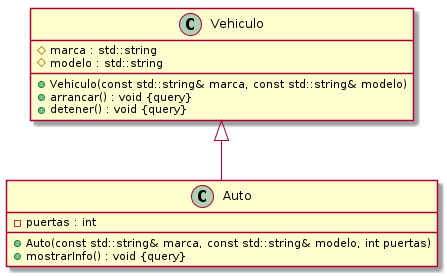 C Vehiculo
marca : std::string
modelo : std::string
Vehiculo(const std::string& marca, const std::string& modelo)
arrancar() : void {query}
detener() : void {query}
C Auto
puertas : int
Auto(const std::string& marca, const std::string& modelo, int puertas)
mostrarInfo() : void {query}